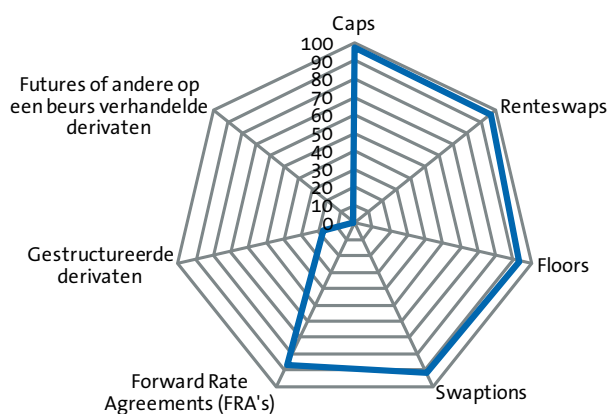 Caps
100
90
80
70
60
50
40
30
20
10
0
Renteswaps
Floors
Swaptions
Forward Rate
Agreements (FRA's)
Gestructureerde
derivaten
Futures of andere op
een beurs verhandelde
derivaten